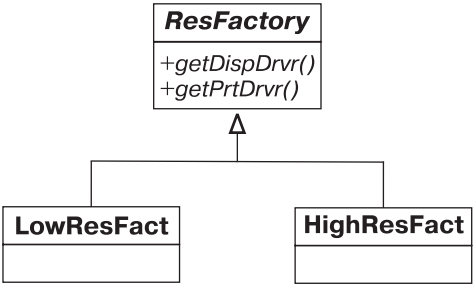 ResFactory
+getDispDrvr()
+getPrtDrvr()
LowResFact
HighResFact